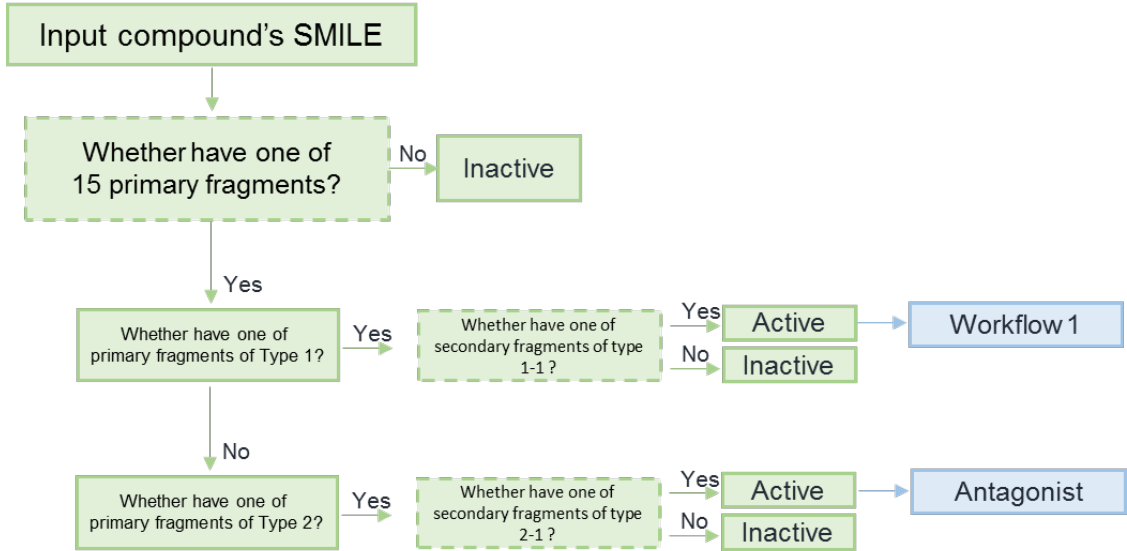 Input compound's SMILE
Whether have one of
15 primary fragments?
No
Inactive
Yes
Whether have one of
primary fragments of Type 1?
Yes
Whether have one of
secondary fragments of type
1-1 ?
Yes
Active
Workflow 1
No
Inactive
No
Whether have one of
primary fragments of Type 2?
Yes
Whether have one of
secondary fragments of type
2-1 ?
Yes
Active
Antagonist
No
Inactive